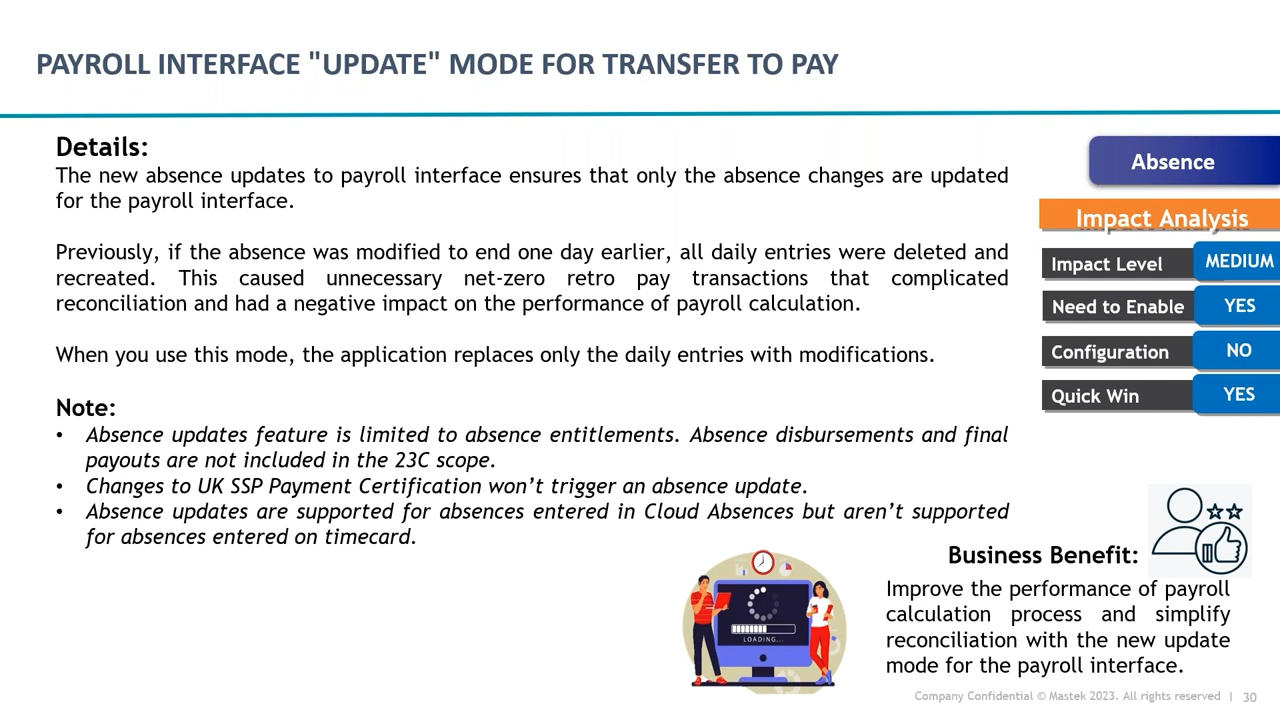 PAYROLL INTERFACE "UPDATE" MODE FOR TRANSFER TO PAY
Details:
The new absence updates to payroll interface ensures that only the absence changes are updated
for the payroll interface.
Previously, if the absence was modified to end one day earlier, all daily entries were deleted and
recreated. This caused unnecessary net-zero retro pay transactions that complicated
reconciliation and had a negative impact on the performance of payroll calculation.
When you use this mode, the application replaces only the daily entries with modifications.
Note:
• Absence updates feature is limited to absence entitlements. Absence disbursements and final
payouts are not included in the 23C scope.
• Changes to UK SSP Payment Certification won’t trigger an absence update.
• Absence updates are supported for absences entered in Cloud Absences but aren’t supported
for absences entered on timecard.
Absence
Impact Analysis
Impact Level MEDIUM
Need to Enable YES
Configuration NO
Quick Win YES
LOADING...
Business Benefit:
Improve the performance of payroll
calculation process and simplify
reconciliation with the new update
mode for the payroll interface.
Company Confidential © Mastek 2023. All rights reserved | 30